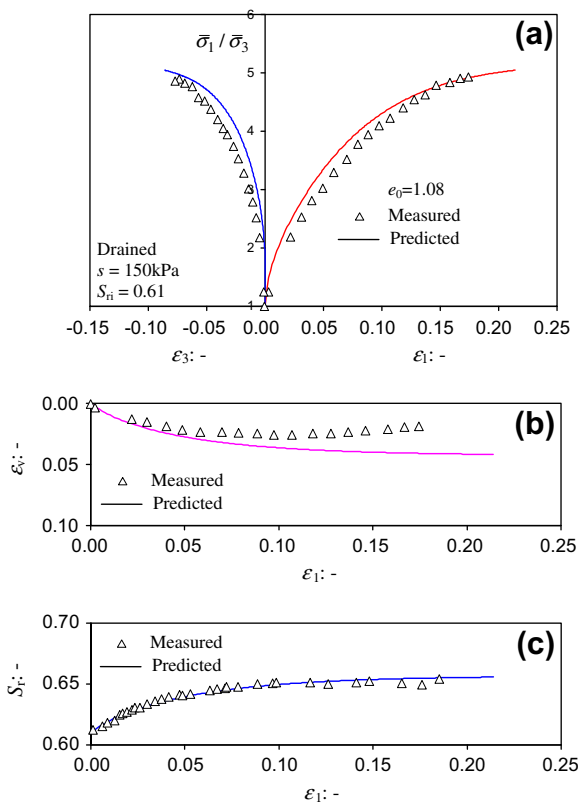 σ̄₁ / σ̄₃
(a)
6
5
4
3
2
1
e₀=1.08
Measured
Predicted
Drained
s = 150kPa
Sᵣᵢ = 0.61
-0.15 -0.10 -0.05 0.00 0.05 0.10 0.15 0.20 0.25
ε₃: - ε₁: -
(b)
0.00
0.05
0.10
εᵥ: -
Measured
Predicted
0.00 0.05 0.10 0.15 0.20 0.25
ε₁: -
(c)
0.70
0.65
0.60
Sᵣ: -
Measured
Predicted
0.00 0.05 0.10 0.15 0.20 0.25
ε₁: -